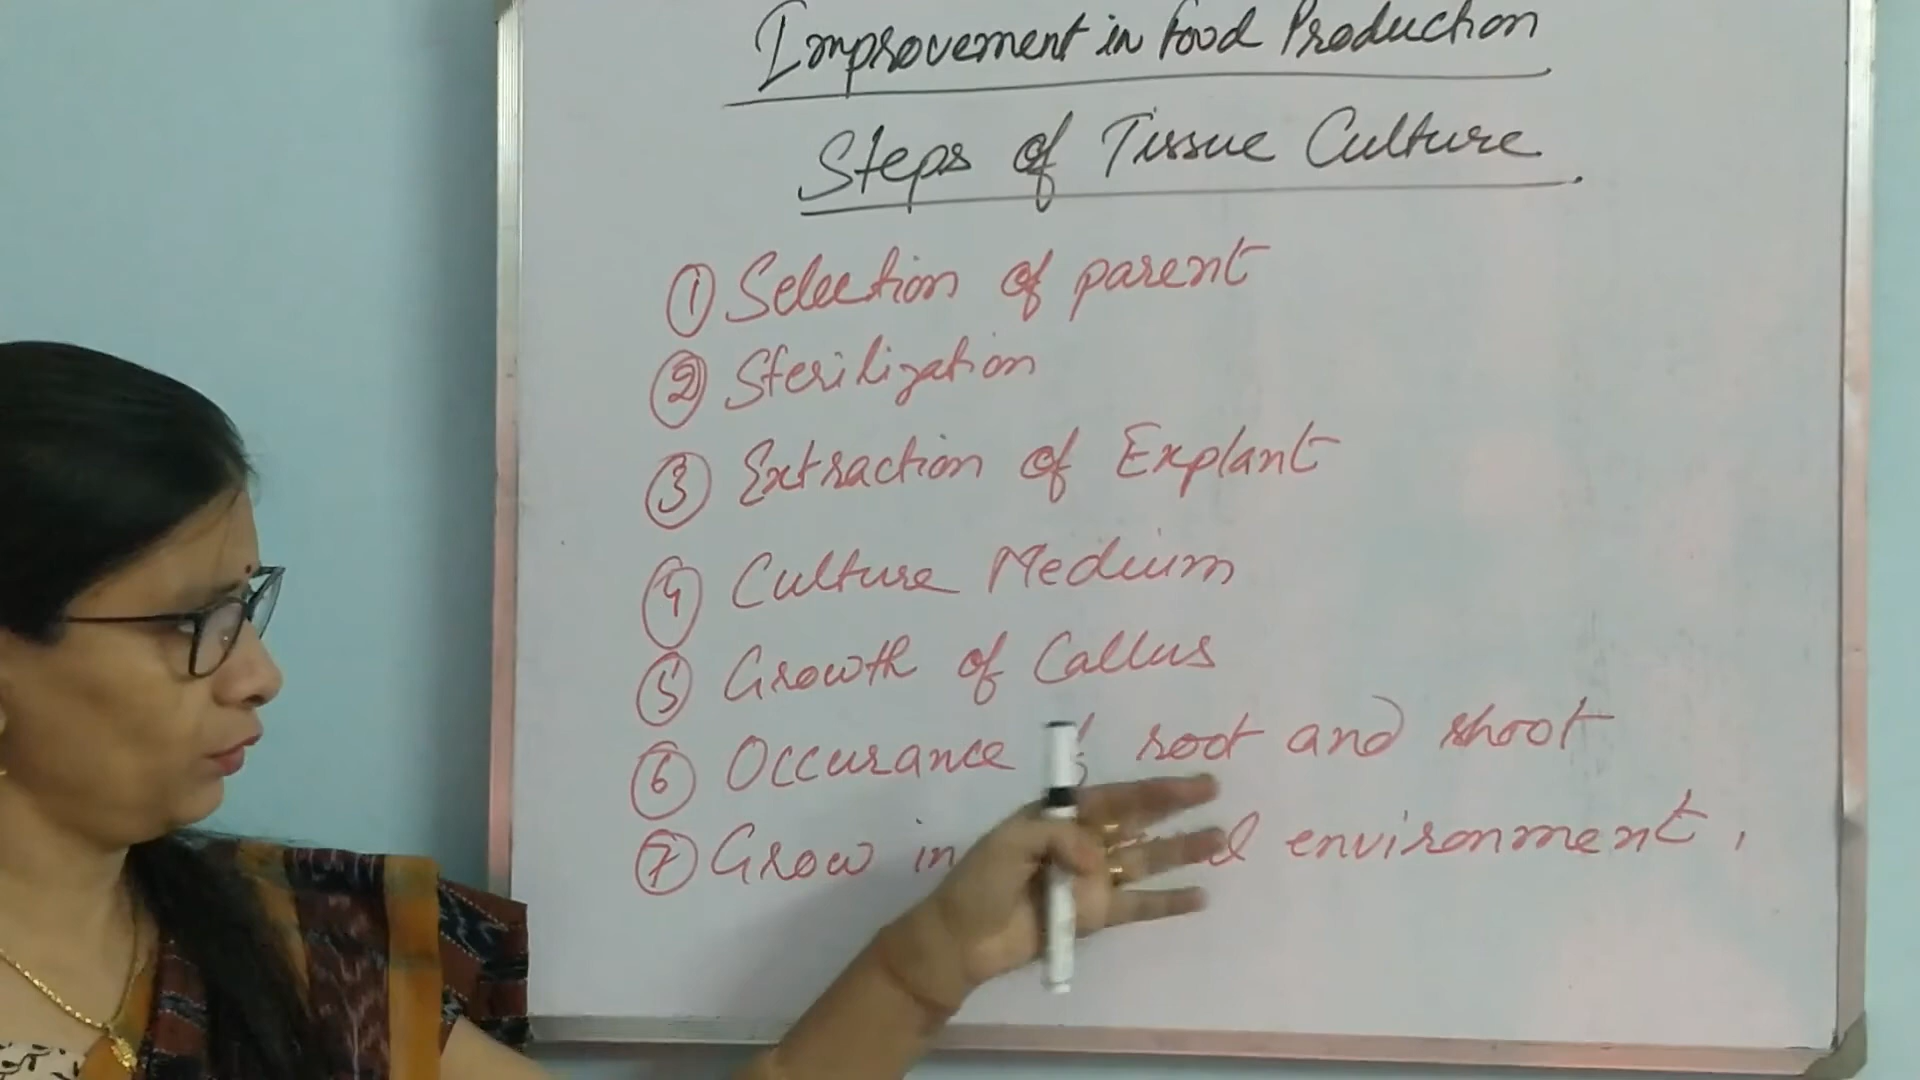 Improvement in Food Production
Steps of Tissue Culture
① Selection of parent
② Sterilization
③ Extraction of Explant
④ Culture Medium
⑤ Growth of Callus
⑥ Occurance root and shoot
⑦ Grow in environment.